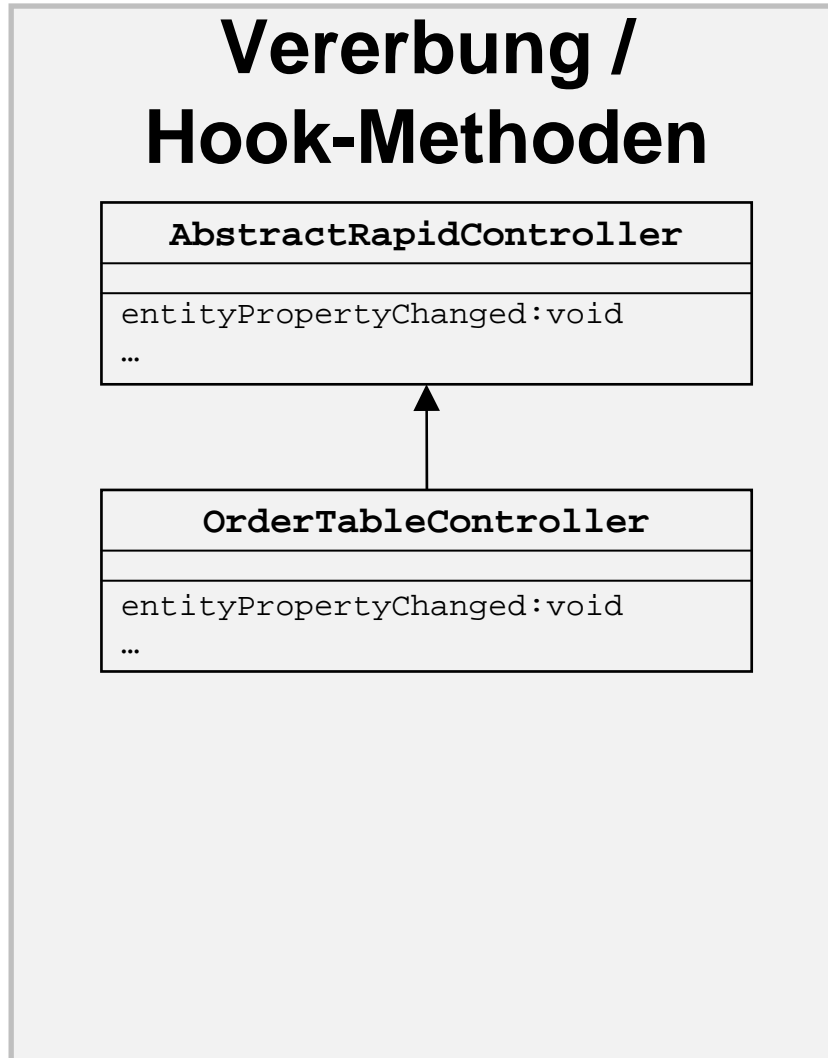 Vererbung /
Hook-Methoden
AbstractRapidController
entityPropertyChanged:void
…
OrderTableController
entityPropertyChanged:void
…